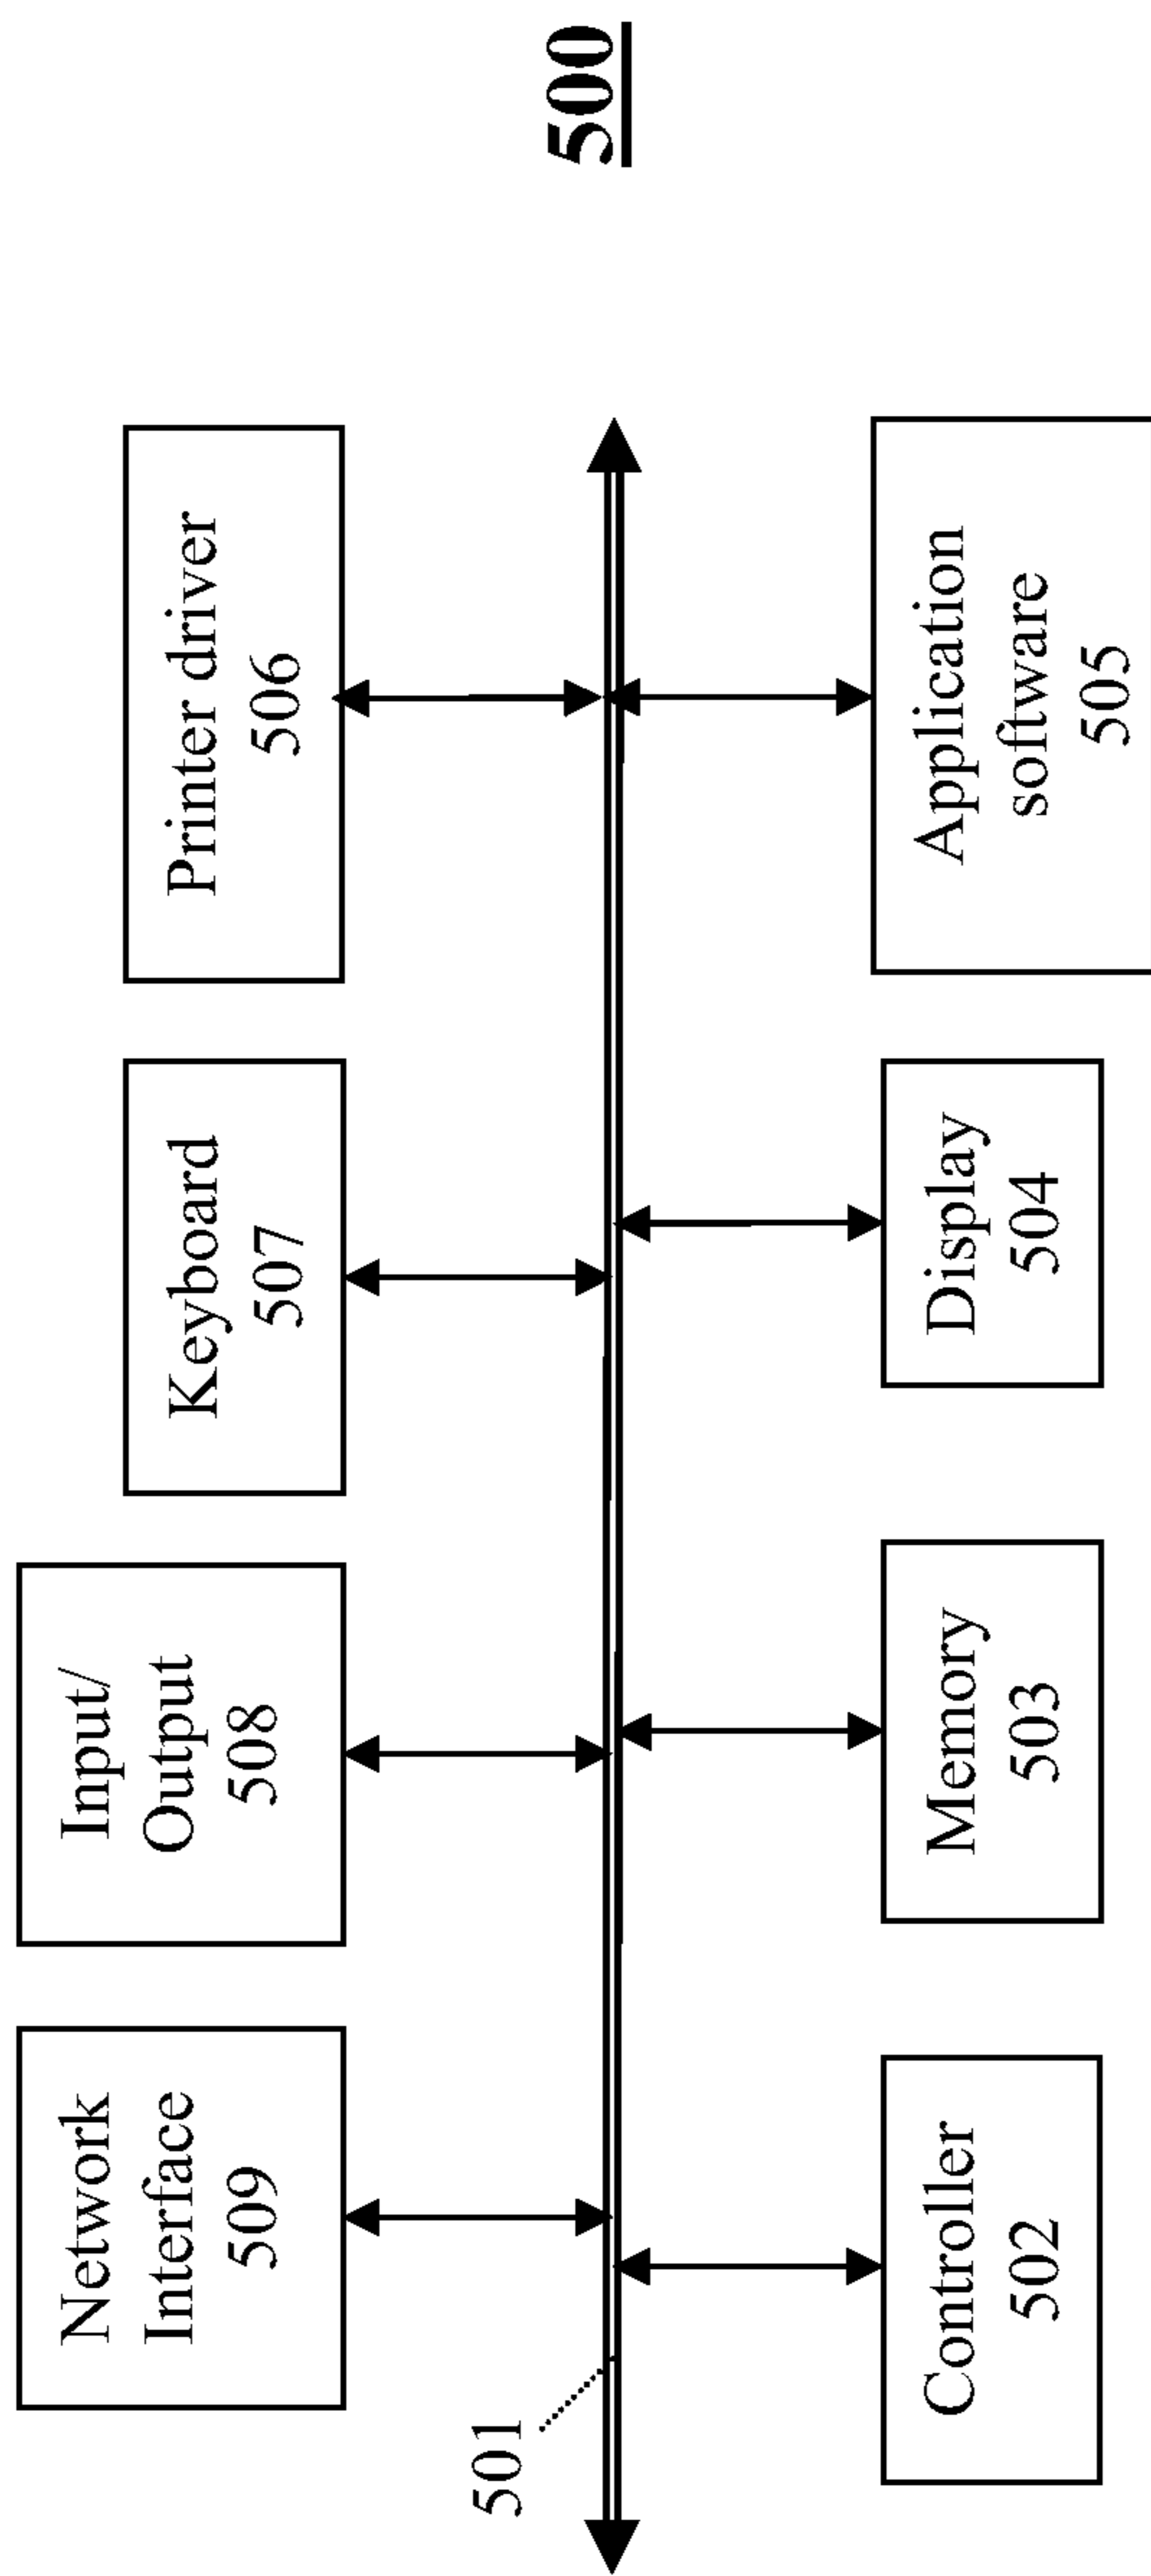 500
Network
Interface
509
Input/
Output
508
Keyboard
507
Printer driver
506
501
Controller
502
Memory
503
Display
504
Application
software
505